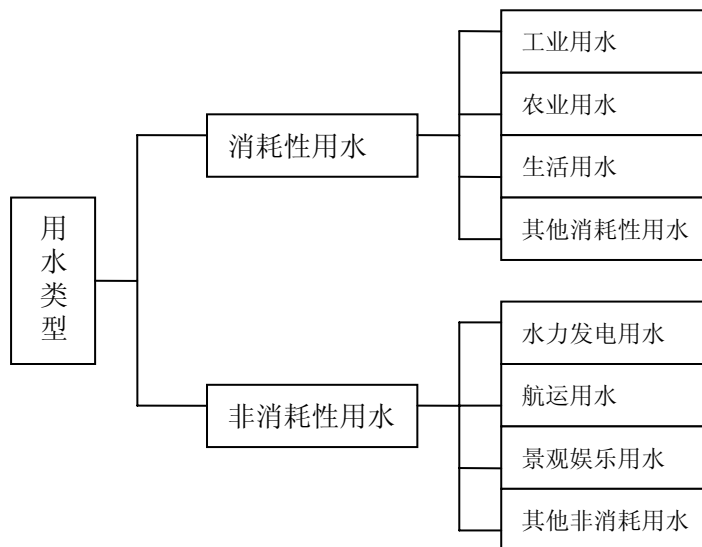 用水类型
消耗性用水
工业用水
农业用水
生活用水
其他消耗性用水
非消耗性用水
水力发电用水
航运用水
景观娱乐用水
其他非消耗用水